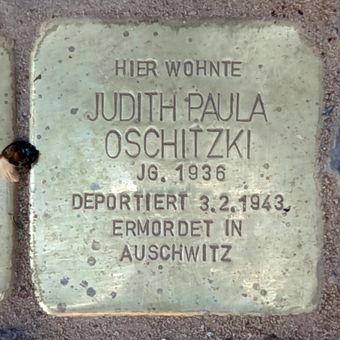 HIER WOHNTE
JUDITH PAULA
OSCHITZKI
JG. 1936
DEPORTIERT 3.2.1943
ERMORDET IN
AUSCHWITZ